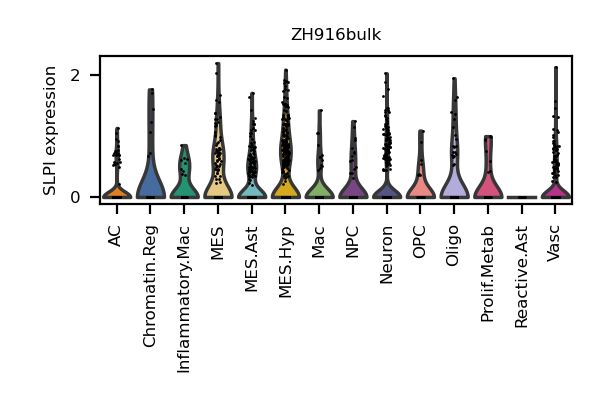 ZH916bulk
SLPI expression
2
0
AC
Chromatin.Reg
Inflammatory.Mac
MES
MES.Ast
MES.Hyp
Mac
NPC
Neuron
OPC
Oligo
Prolif.Metab
Reactive.Ast
Vasc